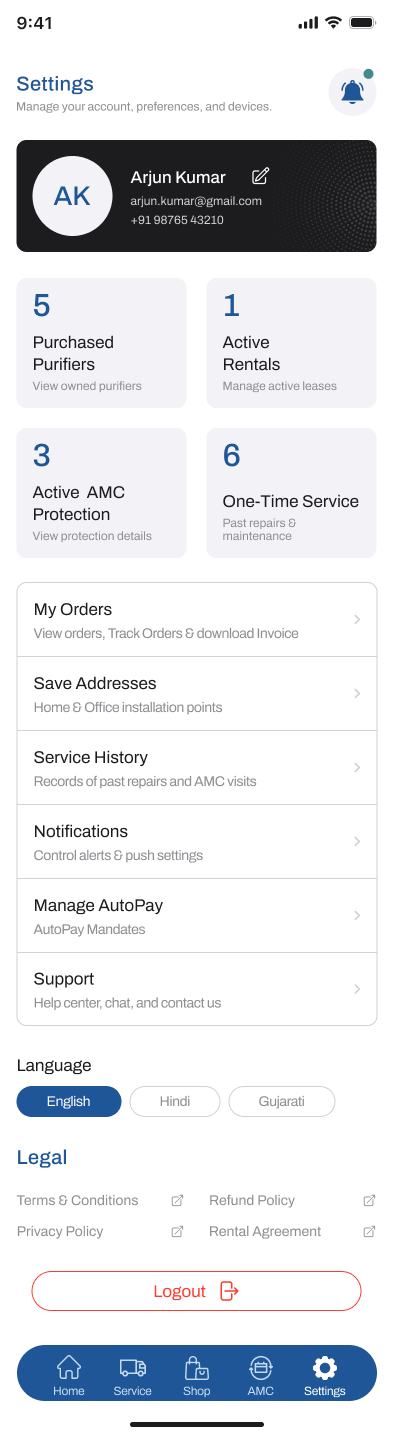 9:41
Settings
Manage your account, preferences, and devices.
AK
Arjun Kumar
arjun.kumar@gmail.com
+91 98765 43210
5
Purchased
Purifiers
View owned purifiers
1
Active
Rentals
Manage active leases
3
Active  AMC
Protection
View protection details
6
One-Time Service
Past repairs &
maintenance
My Orders
View orders, Track Orders & download Invoice
Save Addresses
Home & Office installation points
Service History
Records of past repairs and AMC visits
Notifications
Control alerts & push settings
Manage AutoPay
AutoPay Mandates
Support
Help center, chat, and contact us
Language
English
Hindi
Gujarati
Legal
Terms & Conditions
Refund Policy
Privacy Policy
Rental Agreement
Logout
Home
Service
Shop
AMC
Settings